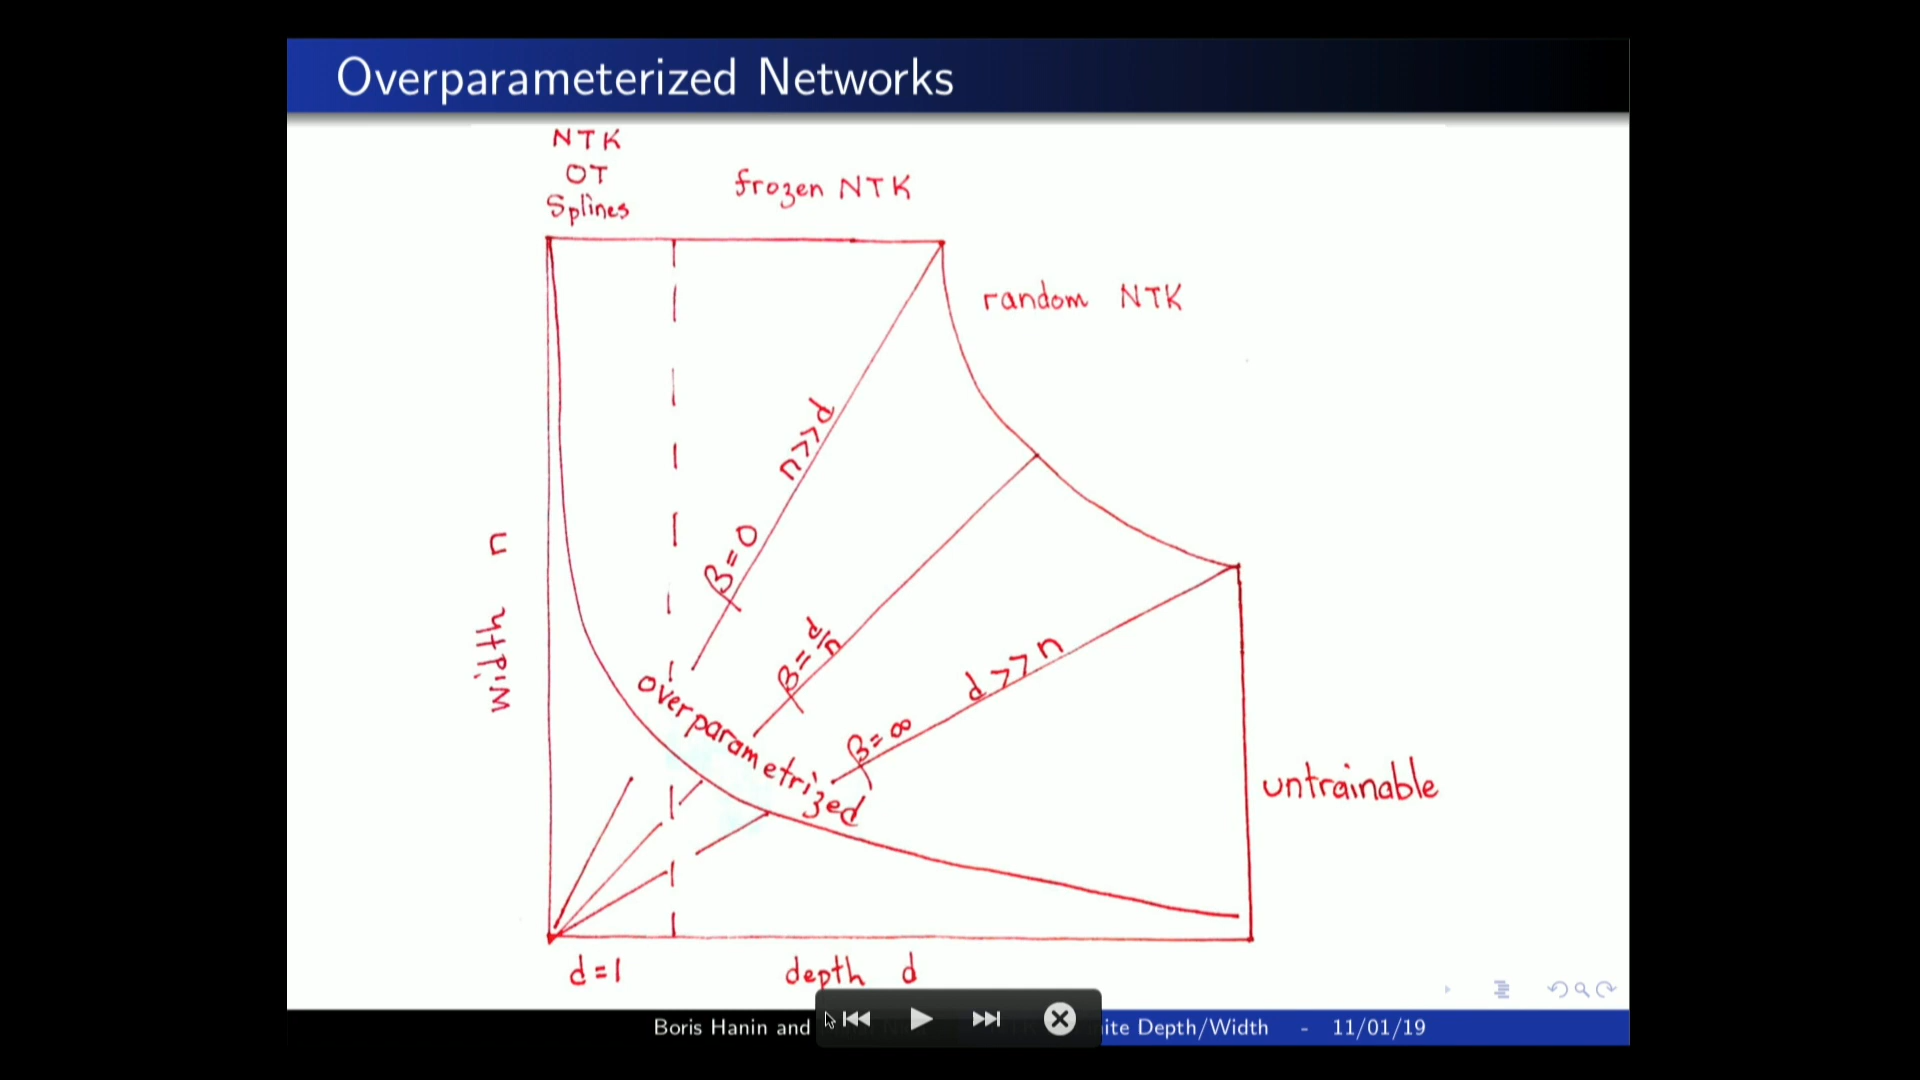 Overparameterized Networks
NTK
OT
Splines
frozen NTK
random NTK
n>>d
β=0
β=d/n
d>>n
β=∞
overparametrized
width n
untrainable
d=1
depth d
Boris Hanin and
ite Depth/Width - 11/01/19